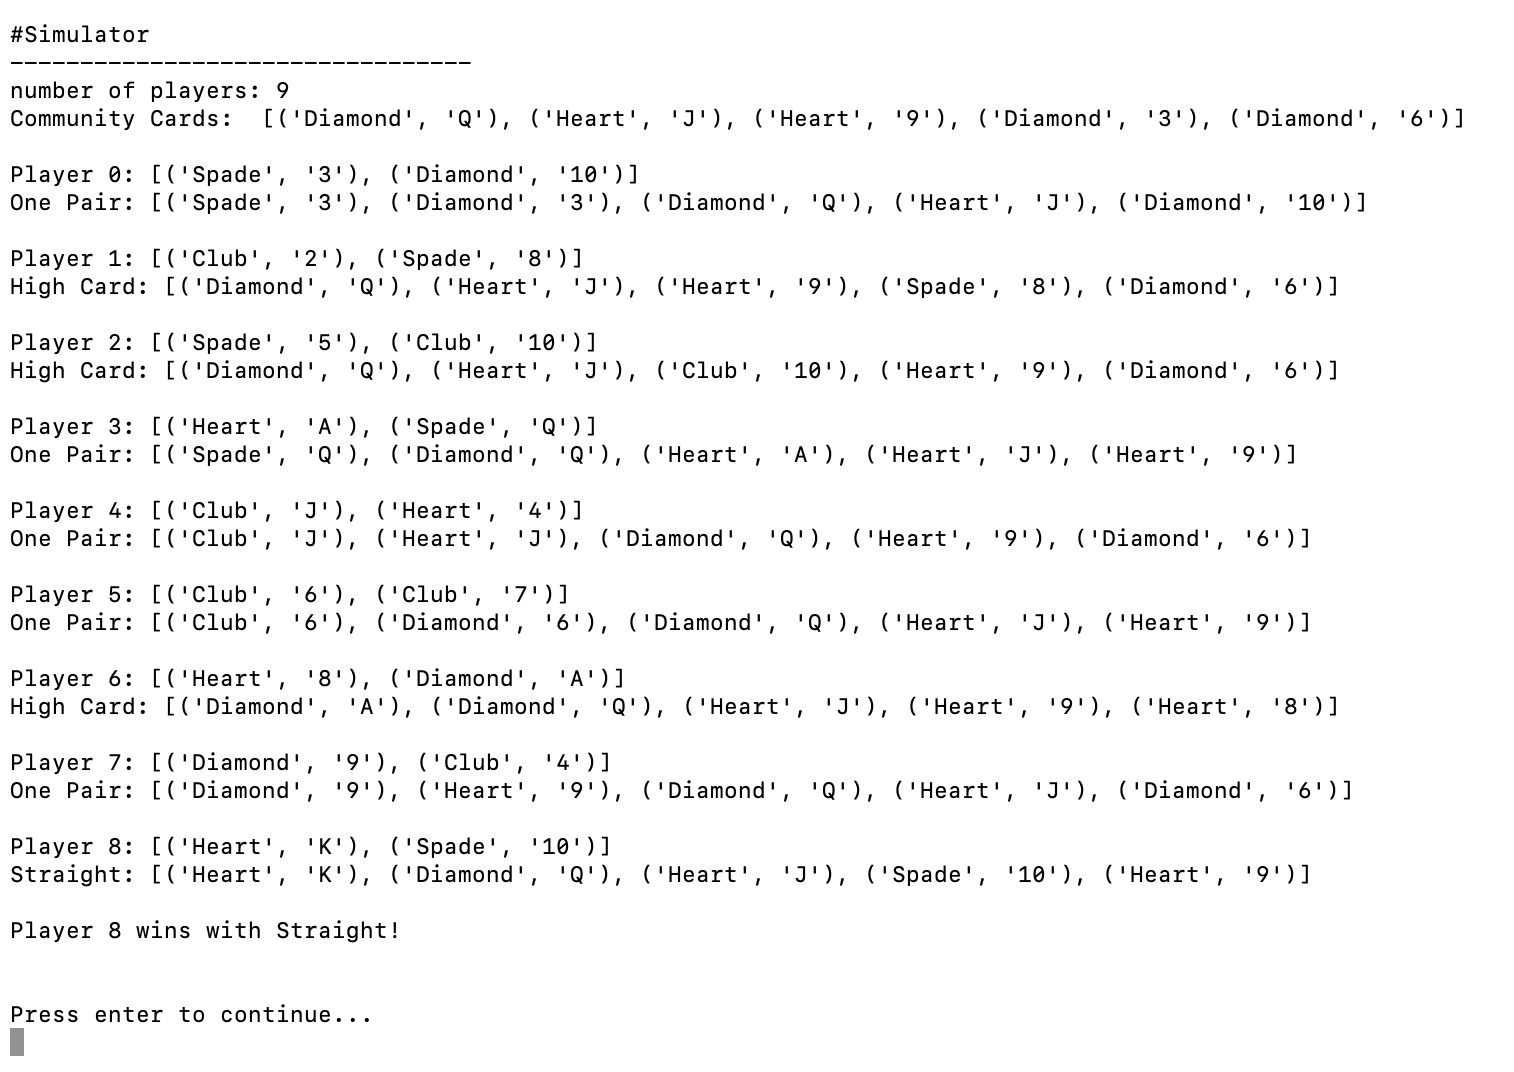 #Simulator
---------------------------------
number of players: 9
Community Cards:  [('Diamond', 'Q'), ('Heart', 'J'), ('Heart', '9'), ('Diamond', '3'), ('Diamond', '6')]
Player 0: [('Spade', '3'), ('Diamond', '10')]
One Pair: [('Spade', '3'), ('Diamond', '3'), ('Diamond', 'Q'), ('Heart', 'J'), ('Diamond', '10')]
Player 1: [('Club', '2'), ('Spade', '8')]
High Card: [('Diamond', 'Q'), ('Heart', 'J'), ('Heart', '9'), ('Spade', '8'), ('Diamond', '6')]
Player 2: [('Spade', '5'), ('Club', '10')]
High Card: [('Diamond', 'Q'), ('Heart', 'J'), ('Club', '10'), ('Heart', '9'), ('Diamond', '6')]
Player 3: [('Heart', 'A'), ('Spade', 'Q')]
One Pair: [('Spade', 'Q'), ('Diamond', 'Q'), ('Heart', 'A'), ('Heart', 'J'), ('Heart', '9')]
Player 4: [('Club', 'J'), ('Heart', '4')]
One Pair: [('Club', 'J'), ('Heart', 'J'), ('Diamond', 'Q'), ('Heart', '9'), ('Diamond', '6')]
Player 5: [('Club', '6'), ('Club', '7')]
One Pair: [('Club', '6'), ('Diamond', '6'), ('Diamond', 'Q'), ('Heart', 'J'), ('Heart', '9')]
Player 6: [('Heart', '8'), ('Diamond', 'A')]
High Card: [('Diamond', 'A'), ('Diamond', 'Q'), ('Heart', 'J'), ('Heart', '9'), ('Heart', '8')]
Player 7: [('Diamond', '9'), ('Club', '4')]
One Pair: [('Diamond', '9'), ('Heart', '9'), ('Diamond', 'Q'), ('Heart', 'J'), ('Diamond', '6')]
Player 8: [('Heart', 'K'), ('Spade', '10')]
Straight: [('Heart', 'K'), ('Diamond', 'Q'), ('Heart', 'J'), ('Spade', '10'), ('Heart', '9')]
Player 8 wins with Straight!
Press enter to continue...